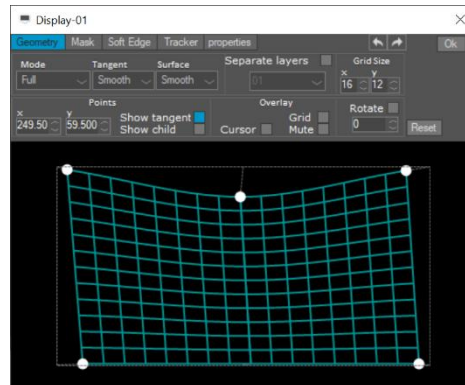 Display-01
Geometry Mask Soft Edge Tracker properties Ok
Mode Tangent Surface Separate layers Grid Size
x y
Full Smooth Smooth 01 16 12
Points Overlay Rotate
x y Show tangent Grid
249.50 59.500 Show child Cursor Mute 0 Reset